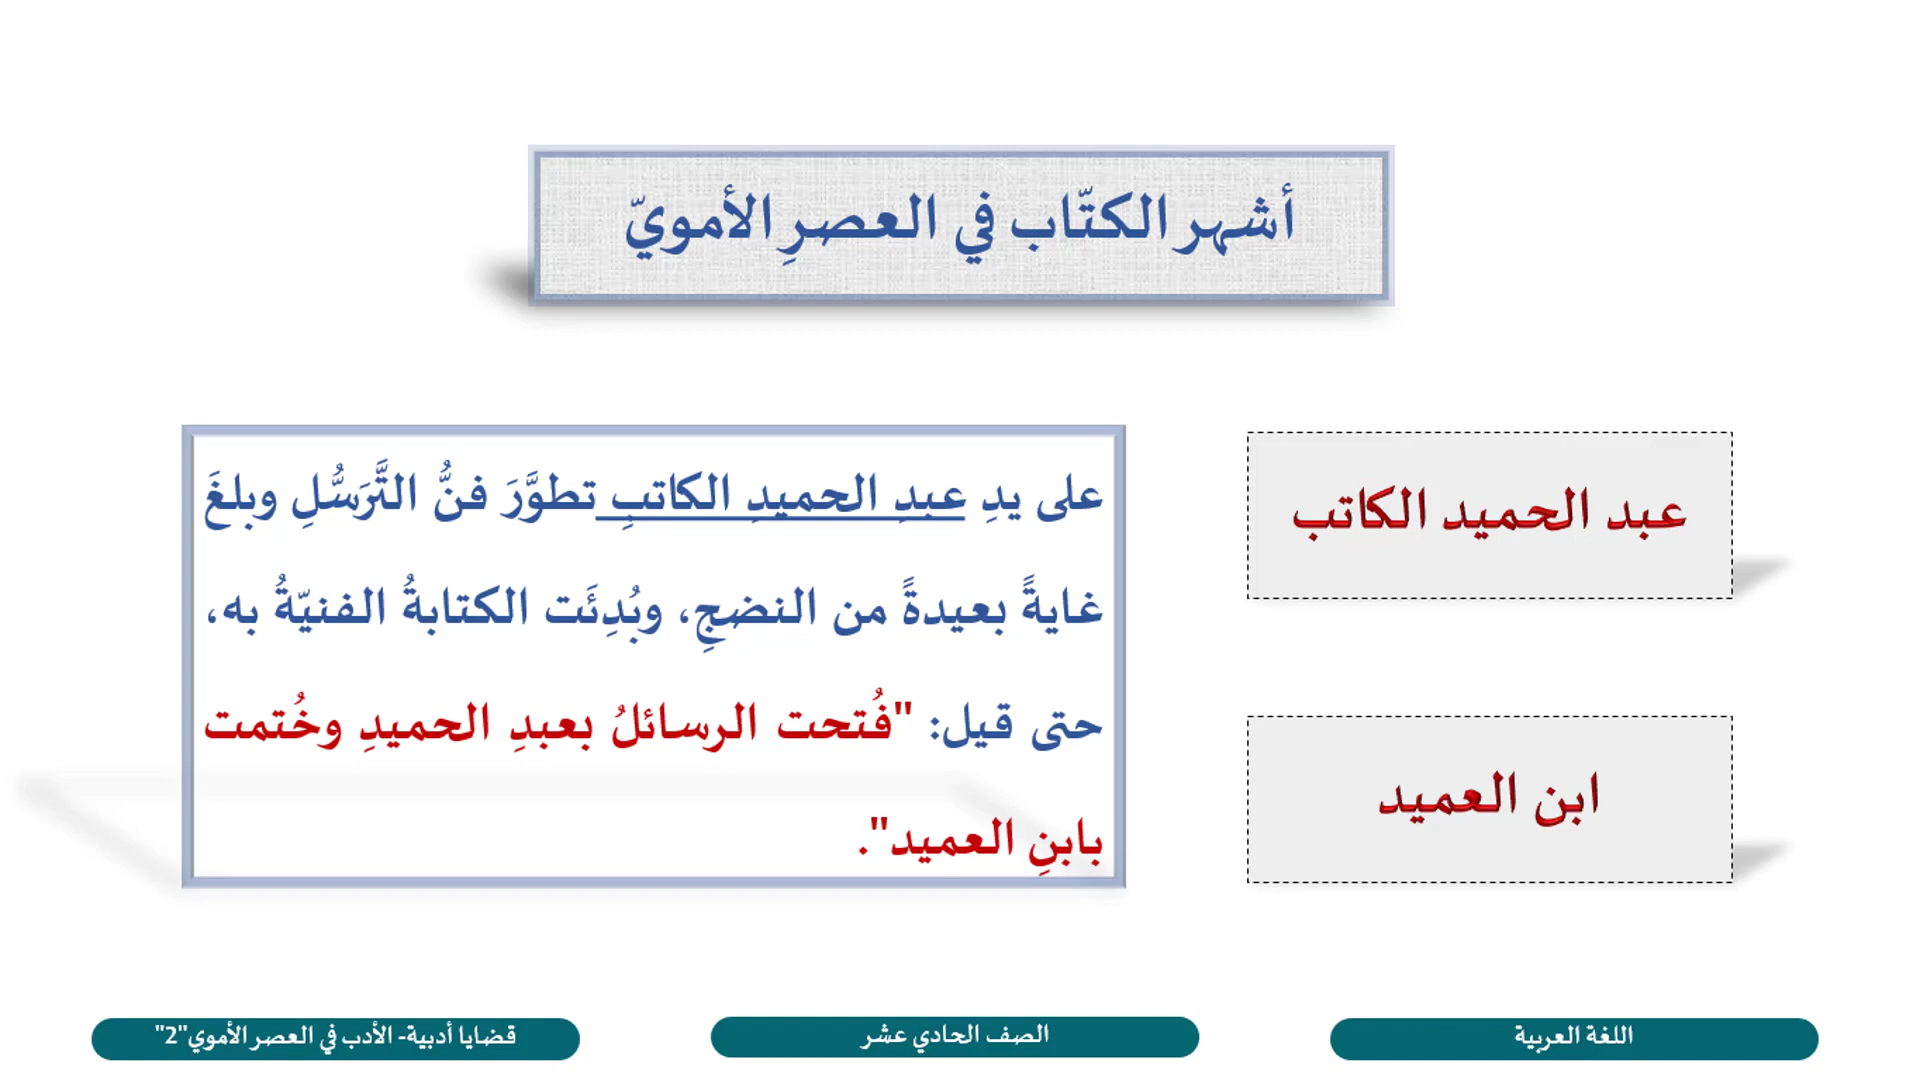 أشهر الكتّاب في العصرِ الأمويّ
عبد الحميد الكاتب
ابن العميد
على يدِ عبدِ الحميدِ الكاتبِ تطوَّرَ فنُّ التَّرَسُّلِ وبلغَ
غايةً بعيدةً من النضجِ، وبُدِئَت الكتابةُ الفنيّةُ به،
حتى قيل: "فُتحت الرسائلُ بعبدِ الحميدِ وخُتمت
بابنِ العميد".
اللغة العربية
الصف الحادي عشر
قضايا أدبية- الأدب في العصر الأموي"2"